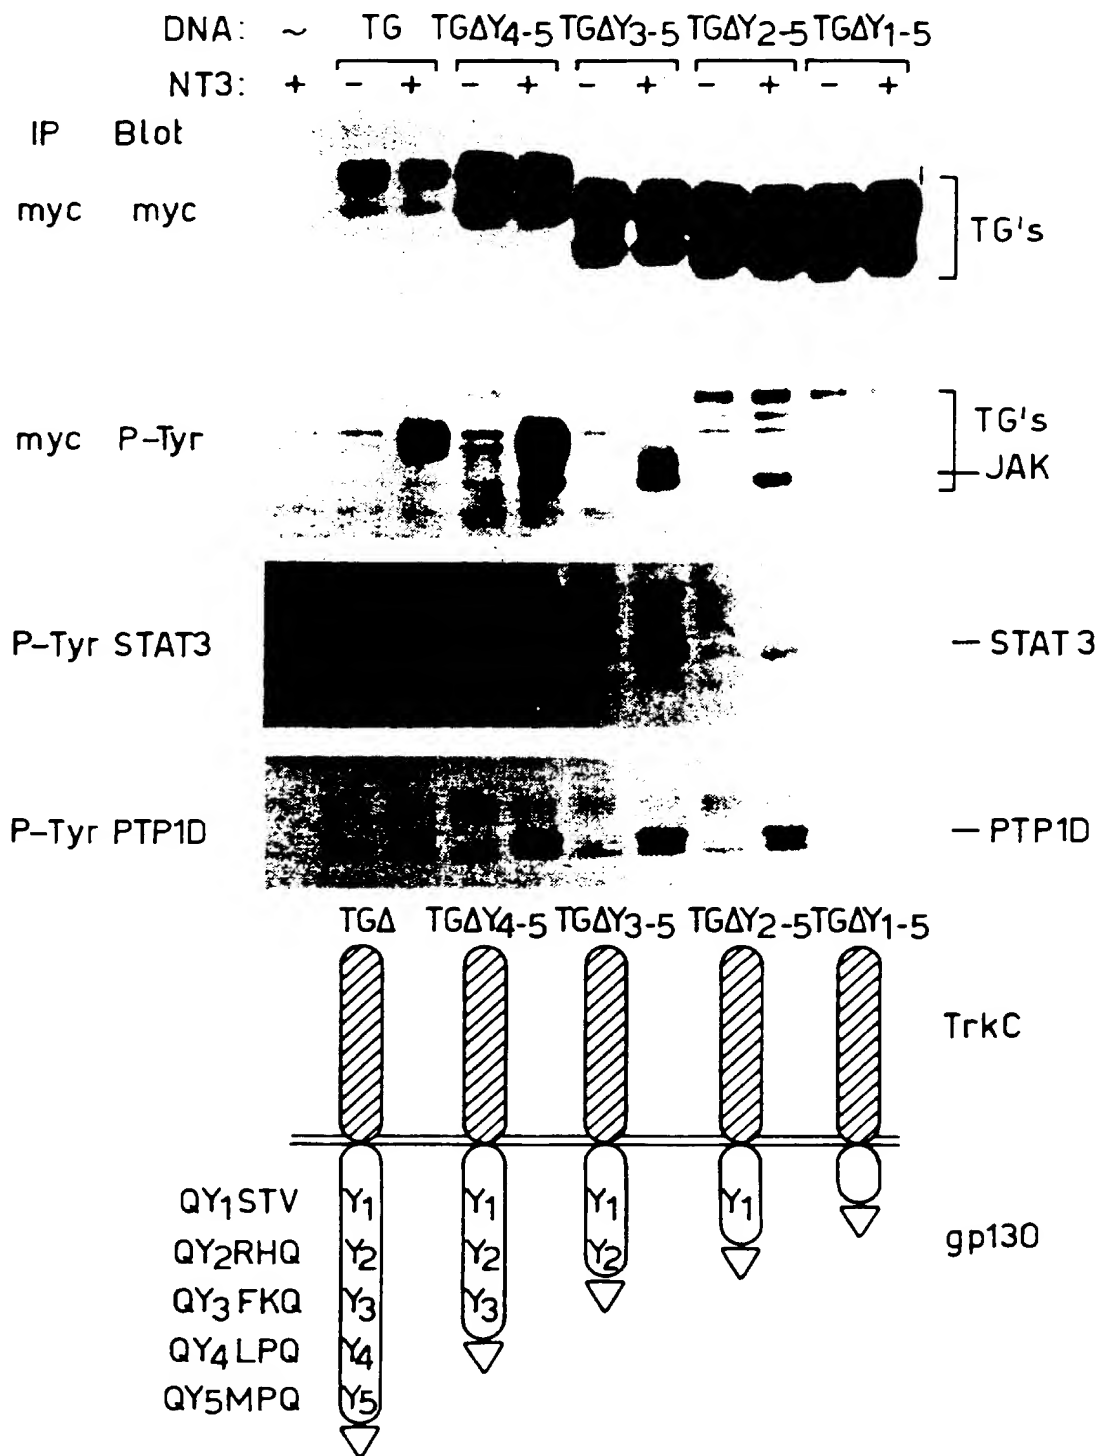 DNA: ~ TG TGΔY4-5 TGΔY3-5 TGΔY2-5 TGΔY1-5
NT3: + - + - + - + - + - +
IP Blot
myc myc TG's
myc P-Tyr TG's
JAK
P-Tyr STAT3 STAT3
P-Tyr PTP1D PTP1D
TGΔ TGΔY4-5 TGΔY3-5 TGΔY2-5 TGΔY1-5
TrkC
QY1STV Y1 Y1 Y1 Y1
gp130
QY2RHQ Y2 Y2 Y2
QY3FKQ Y3 Y3
QY4LPQ Y4
QY5MPQ Y5